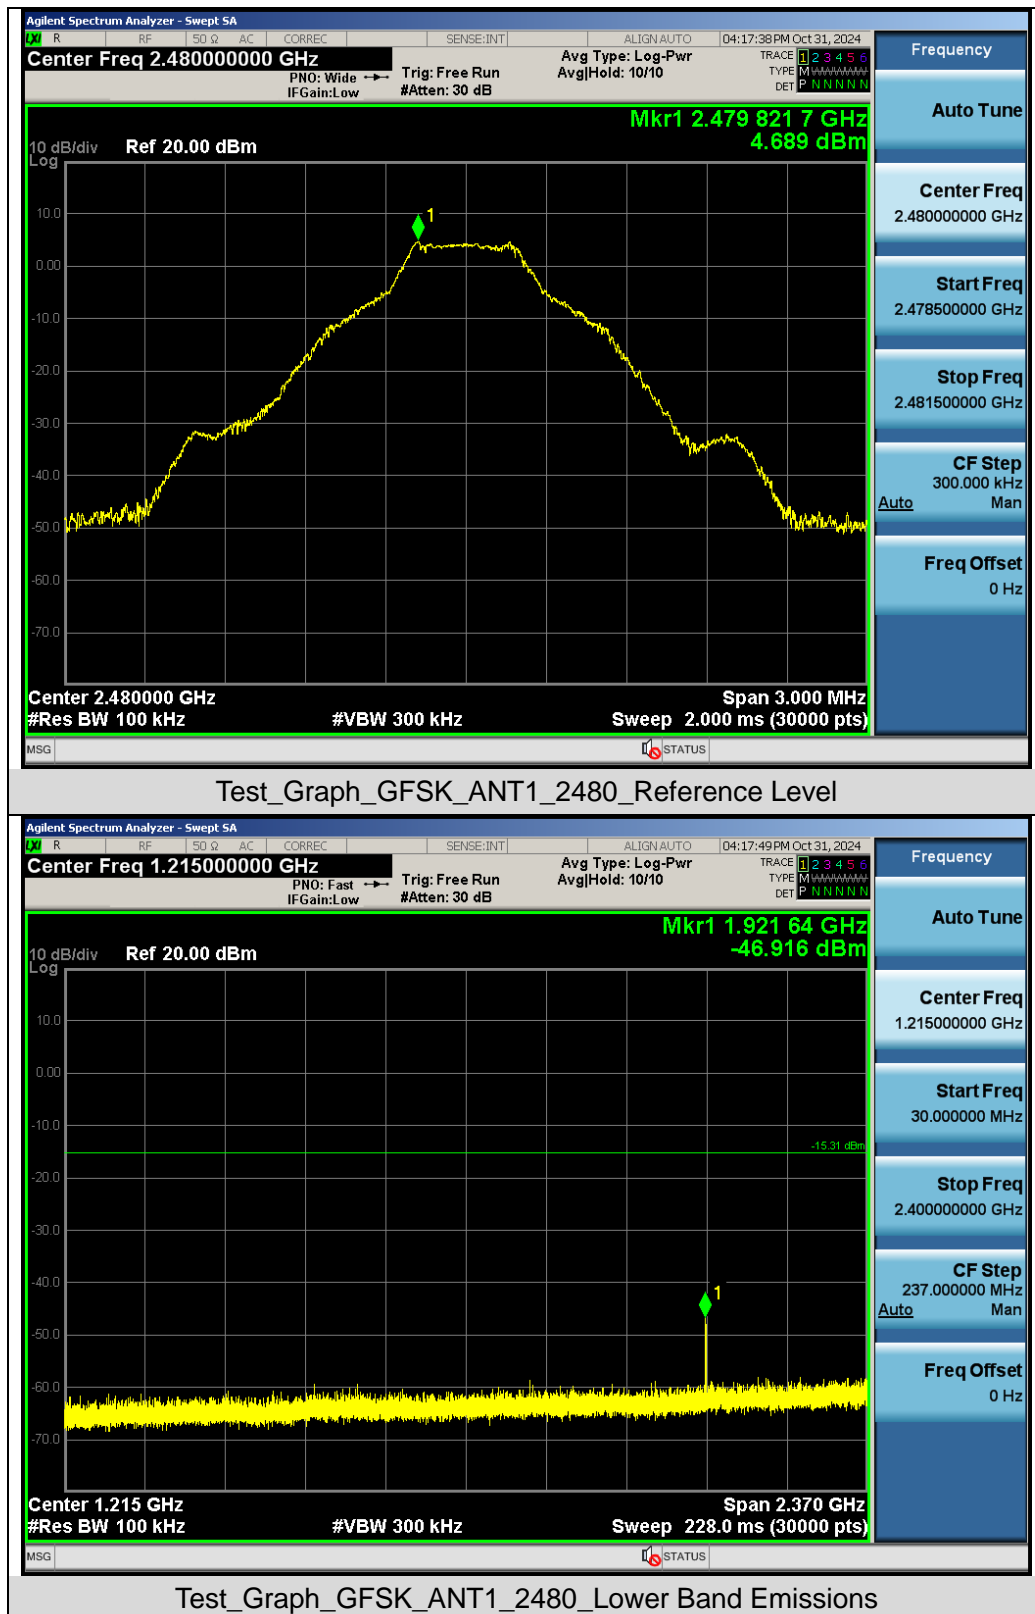 Agilent Spectrum Analyzer - Swept SA
LXI R RF 50 Ω AC CORREC SENSE:INT ALIGN AUTO 04:17:38 PM Oct 31, 2024
Center Freq 2.480000000 GHz
PNO: Wide
IFGain:Low
Trig: Free Run
#Atten: 30 dB
Avg Type: Log-Pwr
Avg|Hold: 10/10
TRACE 1 2 3 4 5 6
TYPE M
DET P N N N N N
Frequency
Auto Tune
Center Freq
2.480000000 GHz
Start Freq
2.478500000 GHz
Stop Freq
2.481500000 GHz
CF Step
300.000 kHz
Auto Man
Freq Offset
0 Hz
Mkr1 2.479 821 7 GHz
4.689 dBm
10 dB/div Ref 20.00 dBm
Log
1
10.0
0.00
-10.0
-20.0
-30.0
-40.0
-50.0
-60.0
-70.0
Center 2.480000 GHz Span 3.000 MHz
#Res BW 100 kHz #VBW 300 kHz Sweep 2.000 ms (30000 pts)
MSG STATUS
Test_Graph_GFSK_ANT1_2480_Reference Level
Agilent Spectrum Analyzer - Swept SA
LXI R RF 50 Ω AC CORREC SENSE:INT ALIGN AUTO 04:17:49 PM Oct 31, 2024
Center Freq 1.215000000 GHz
PNO: Fast
IFGain:Low
Trig: Free Run
#Atten: 30 dB
Avg Type: Log-Pwr
Avg|Hold: 10/10
TRACE 1 2 3 4 5 6
TYPE M
DET P N N N N N
Frequency
Auto Tune
Center Freq
1.215000000 GHz
Start Freq
30.000000 MHz
Stop Freq
2.400000000 GHz
CF Step
237.000000 MHz
Auto Man
Freq Offset
0 Hz
Mkr1 1.921 64 GHz
-46.916 dBm
10 dB/div Ref 20.00 dBm
Log
10.0
0.00
-10.0
-15.31 dBm
-20.0
-30.0
-40.0
1
-50.0
-60.0
-70.0
Center 1.215 GHz Span 2.370 GHz
#Res BW 100 kHz #VBW 300 kHz Sweep 228.0 ms (30000 pts)
MSG STATUS
Test_Graph_GFSK_ANT1_2480_Lower Band Emissions